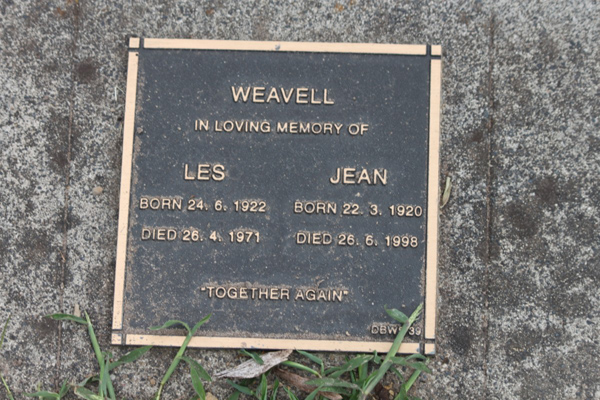 WEAVELL
IN LOVING MEMORY OF
LES JEAN
BORN 24. 6. 1922 BORN 22. 3. 1920
DIED 26. 4. 1971 DIED 26. 6. 1998
"TOGETHER AGAIN"